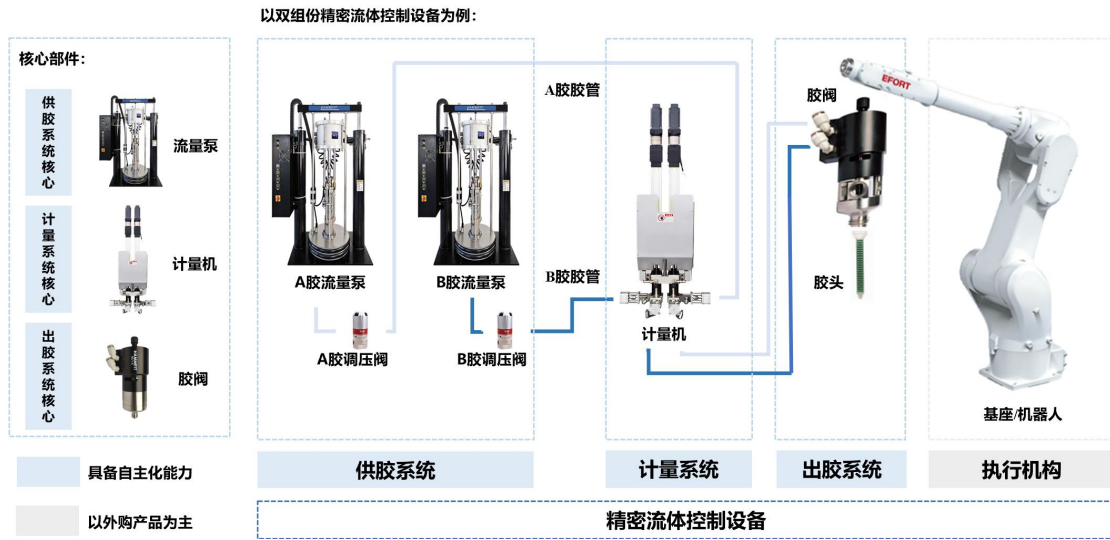 以双组份精密流体控制设备为例：
核心部件：
供胶系统核心
流量泵
计量系统核心
计量机
出胶系统核心
胶阀
A胶胶管
B胶胶管
A胶流量泵
B胶流量泵
A胶调压阀
B胶调压阀
计量机
胶阀
胶头
EFORT
基座/机器人
具备自主化能力
以外购产品为主
供胶系统
计量系统
出胶系统
执行机构
精密流体控制设备